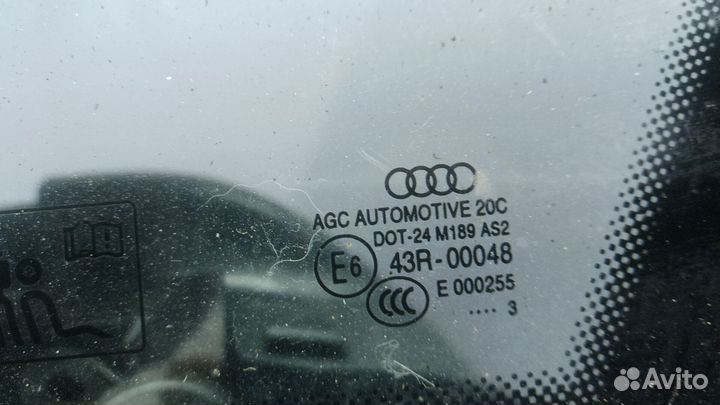 AGC AUTOMOTIVE 20C
DOT-24 M189 AS2
E6 43R-00048
CCC E 000255
.... 3
Avito